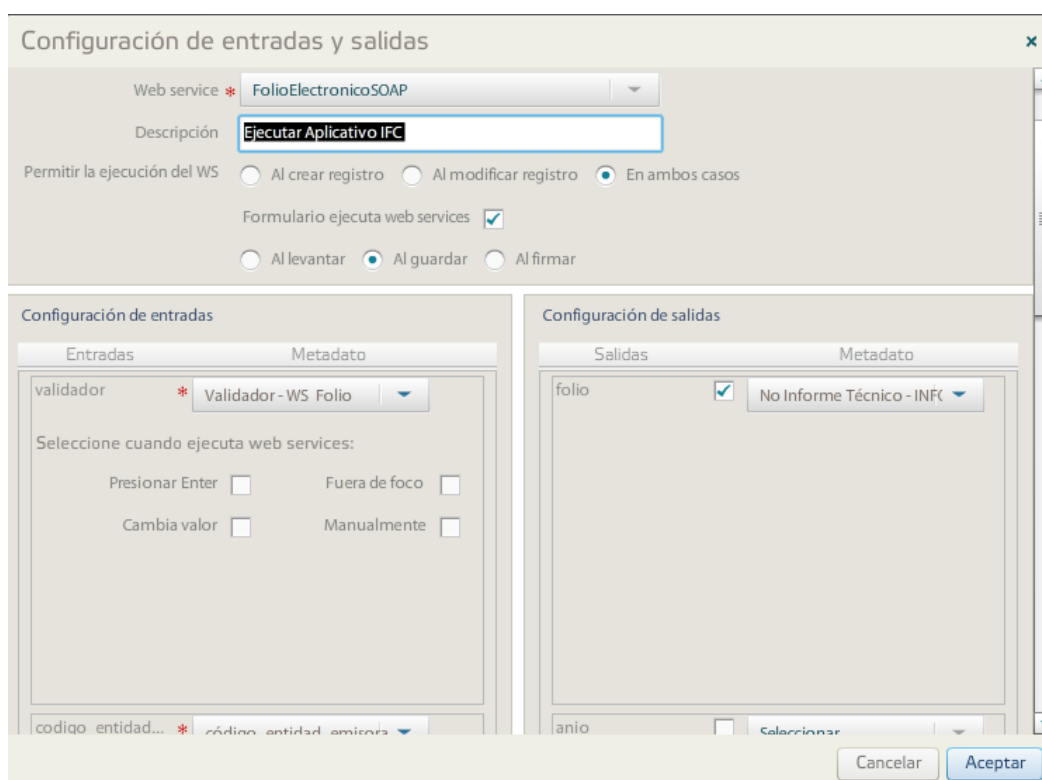 Configuración de entradas y salidas
Web service * FolioElectronicoSOAP
Descripción Ejecutar Aplicativo IFC
Permitir la ejecución del WS Al crear registro Al modificar registro En ambos casos
Formulario ejecuta web services
Al levantar Al guardar Al firmar
Configuración de entradas
Entradas Metadato
validador * Validador - WS Folio
Seleccione cuando ejecuta web services:
Presionar Enter Fuera de foco
Cambia valor Manualmente
codigo_entidad... * código_entidad_emisora
Configuración de salidas
Salidas Metadato
folio No Informe Técnico - INF(
anio Seleccionar
Cancelar Aceptar